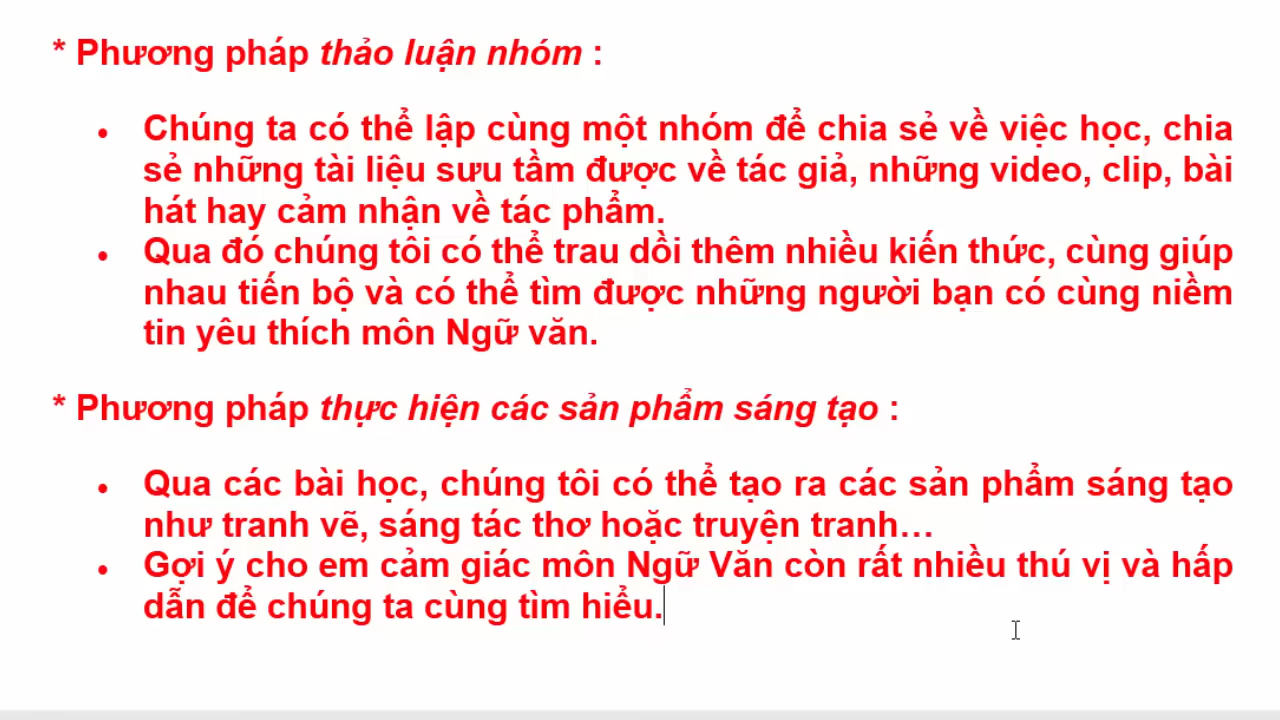 * Phương pháp thảo luận nhóm :
• Chúng ta có thể lập cùng một nhóm để chia sẻ về việc học, chia
sẻ những tài liệu sưu tầm được về tác giả, những video, clip, bài
hát hay cảm nhận về tác phẩm.
• Qua đó chúng tôi có thể trau dồi thêm nhiều kiến thức, cùng giúp
nhau tiến bộ và có thể tìm được những người bạn có cùng niềm
tin yêu thích môn Ngữ văn.
* Phương pháp thực hiện các sản phẩm sáng tạo :
• Qua các bài học, chúng tôi có thể tạo ra các sản phẩm sáng tạo
như tranh vẽ, sáng tác thơ hoặc truyện tranh…
• Gợi ý cho em cảm giác môn Ngữ Văn còn rất nhiều thú vị và hấp
dẫn để chúng ta cùng tìm hiểu.